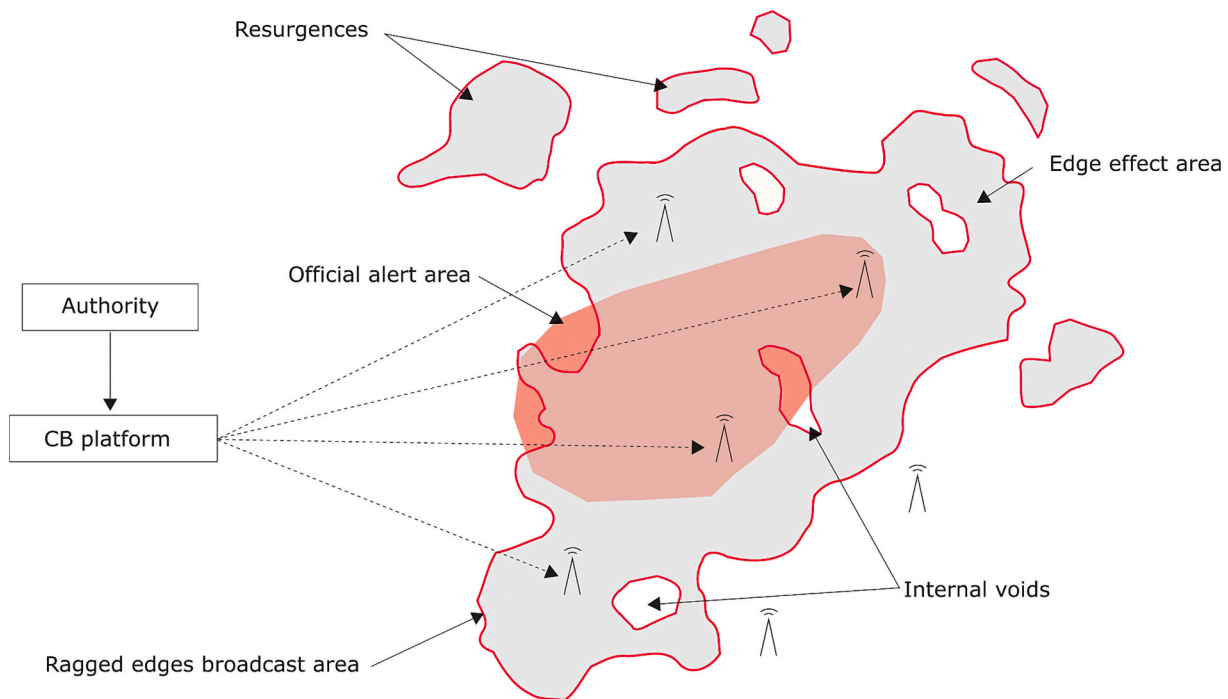 Resurgences
Edge effect area
Official alert area
Authority
CB platform
Internal voids
Ragged edges broadcast area